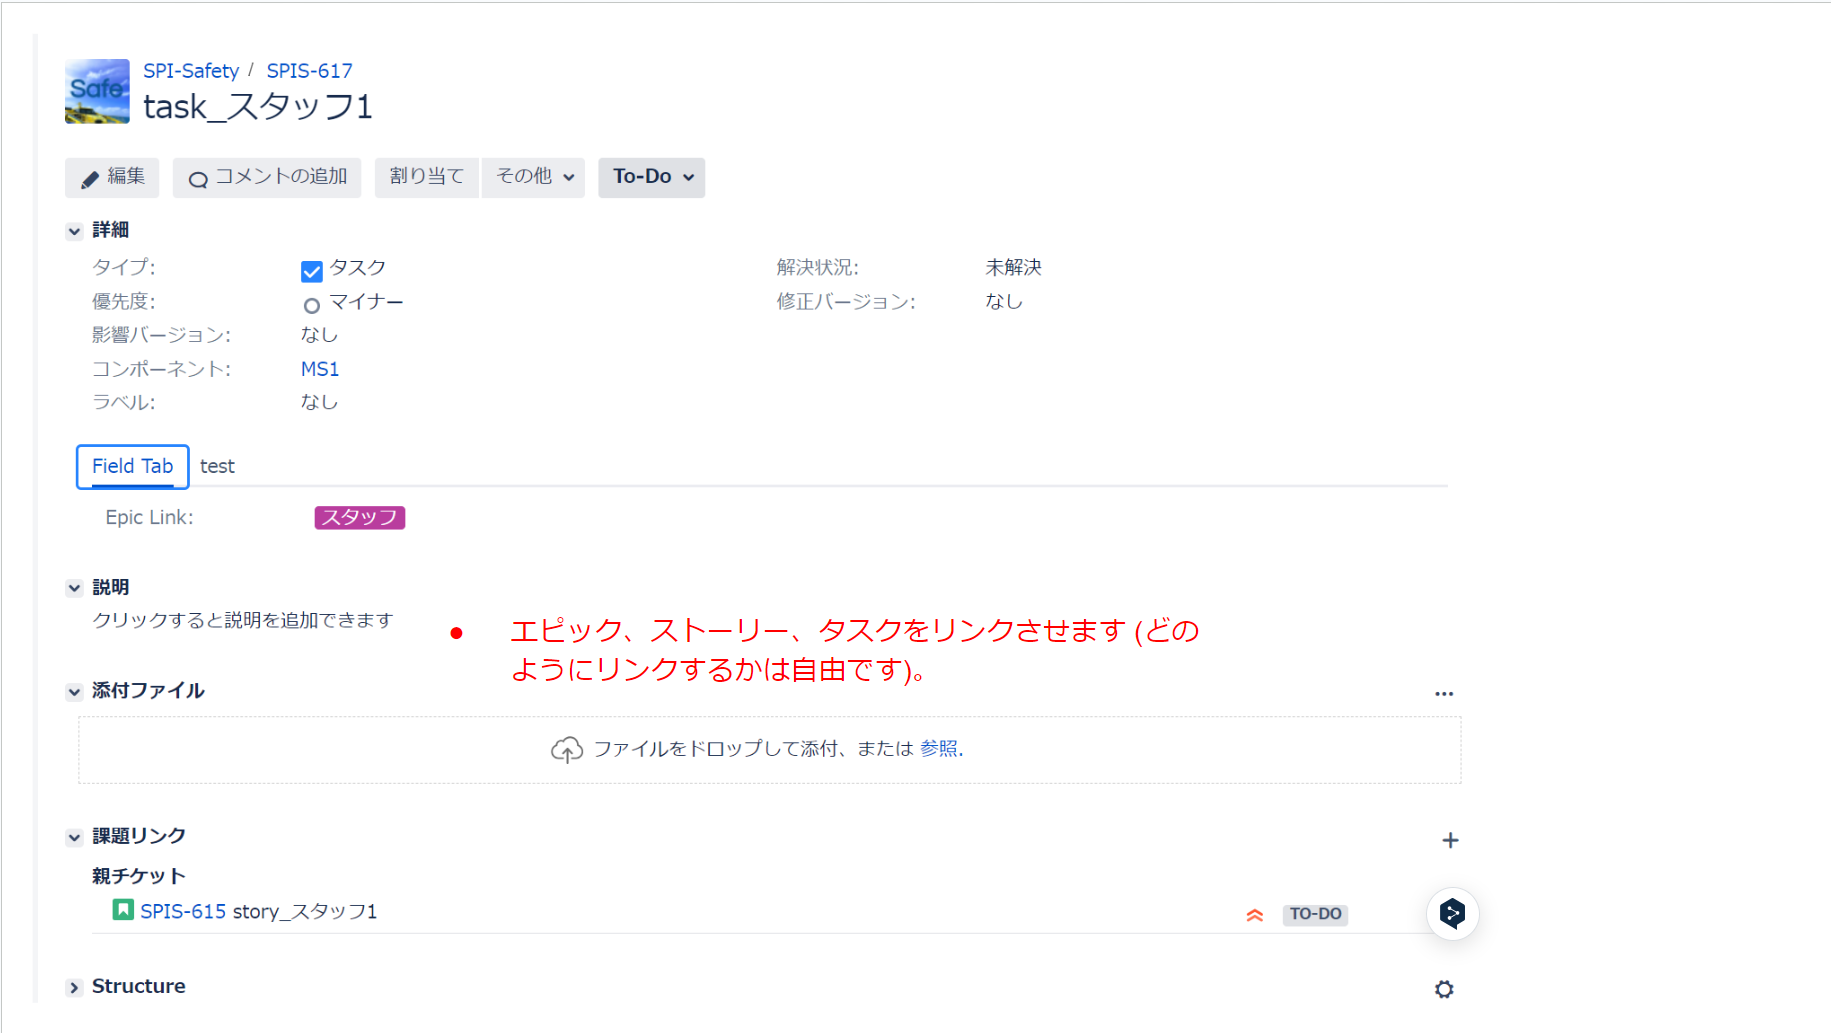 Safe
SPI-Safety / SPIS-617
task_スタッフ1
編集 コメントの追加 割り当て その他 To-Do
詳細
タイプ: タスク 解決状況: 未解決
優先度: マイナー 修正バージョン: なし
影響バージョン: なし
コンポーネント: MS1
ラベル: なし
Field Tab test
Epic Link: スタッフ
説明
クリックすると説明を追加できます
• エピック、ストーリー、タスクをリンクさせます (どの
ようにリンクするかは自由です)。
添付ファイル
ファイルをドロップして添付、または 参照.
課題リンク
親チケット
SPIS-615 story_スタッフ1 TO-DO
Structure